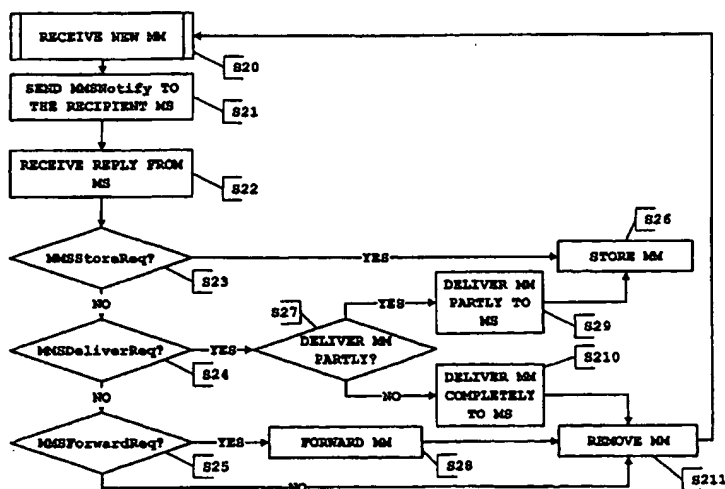 RECEIVE NEW MM
S20
SEND MMSNotify TO
THE RECIPIENT MS
S21
RECEIVE REPLY FROM
MS
S22
MMSStoreReq?
S23
YES
STORE MM
S26
NO
MMSDeliverReq?
S24
YES
S27
DELIVER MM
PARTLY?
YES
DELIVER MM
PARTLY TO
MS
S29
NO
DELIVER MM
COMPLETELY
TO MS
S210
NO
MMSForwardReq?
S25
YES
FORWARD MM
S28
REMOVE MM
S211
NO